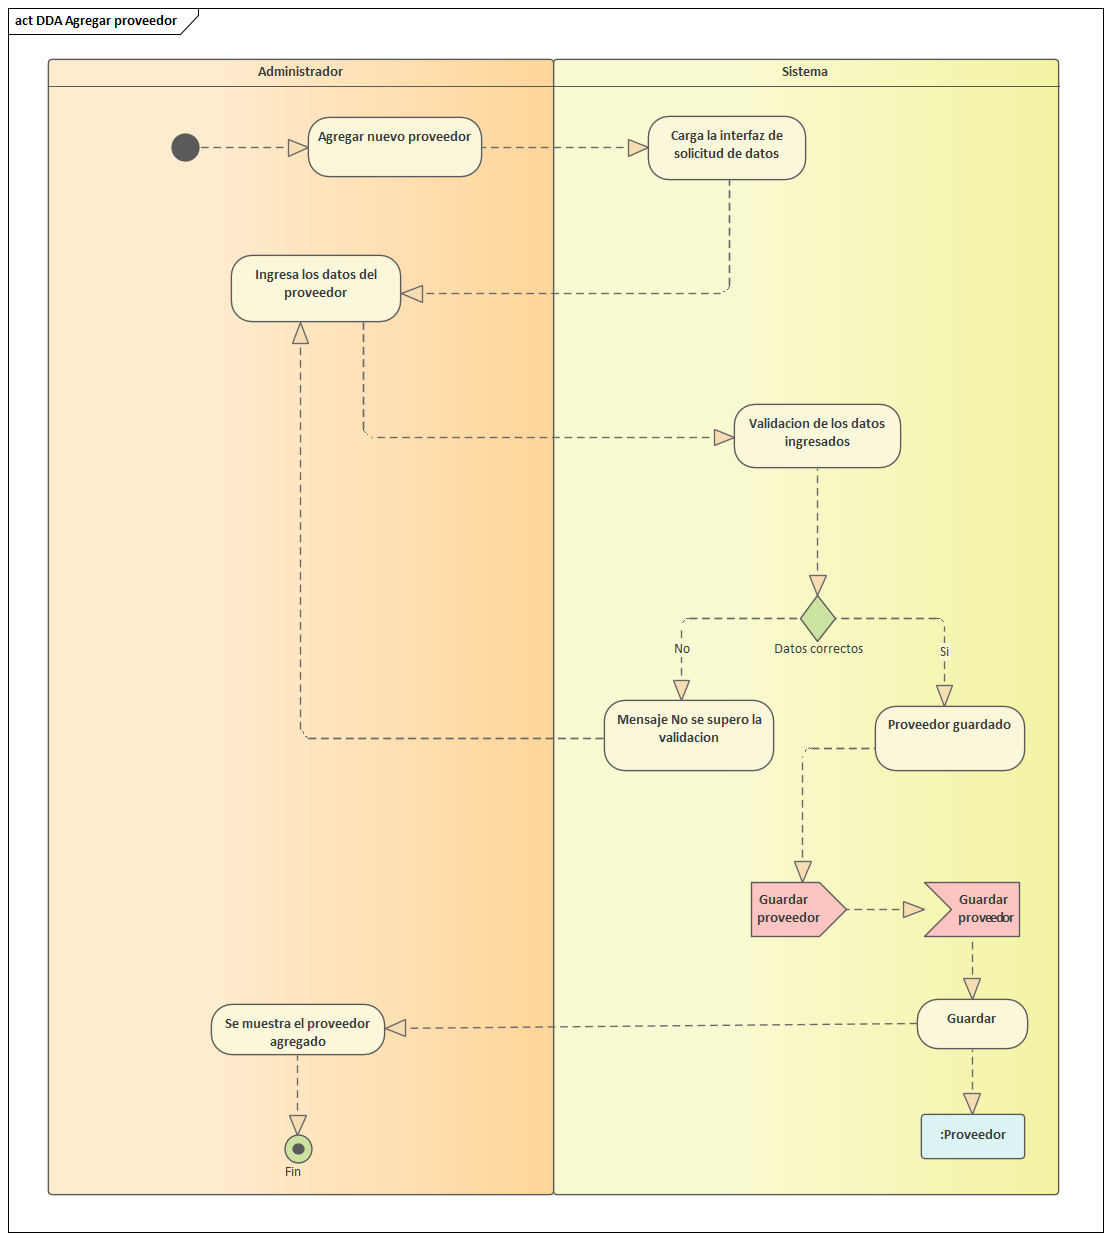 act DDA Agregar proveedor
Administrador
Sistema
Agregar nuevo proveedor
Carga la interfaz de
solicitud de datos
Ingresa los datos del
proveedor
Validacion de los datos
ingresados
Datos correctos
No
Si
Mensaje No se supero la
validacion
Proveedor guardado
Guardar
proveedor
Guardar
proveedor
Guardar
Se muestra el proveedor
agregado
:Proveedor
Fin